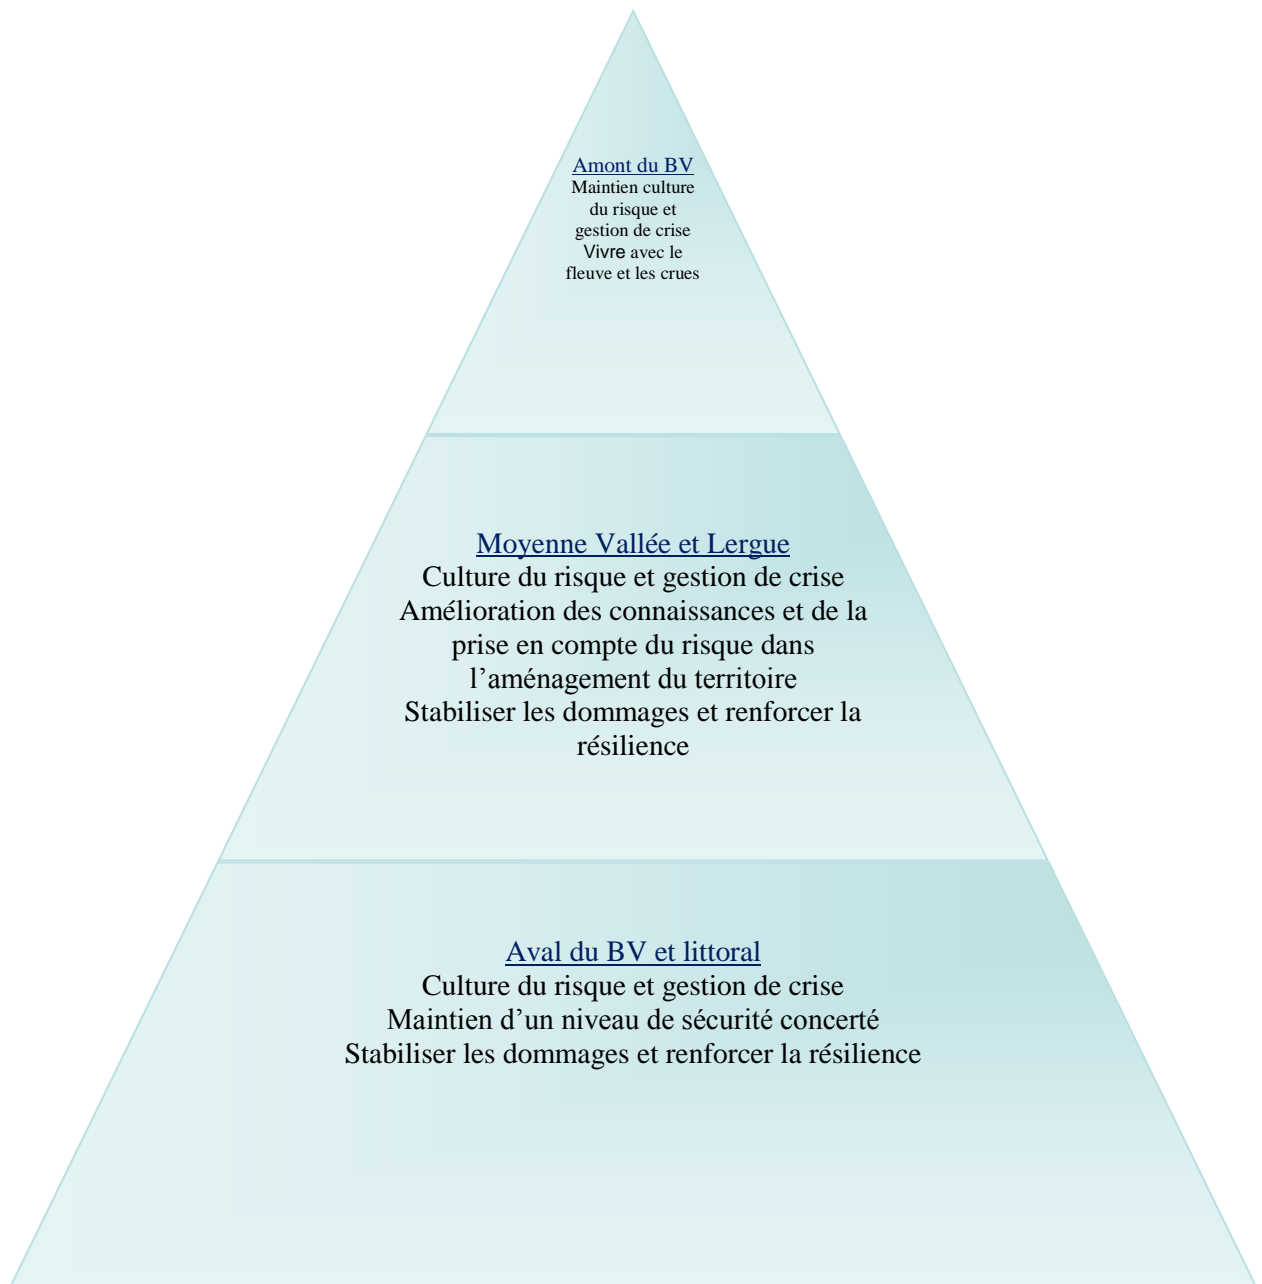 Amont du BV
Maintien culture
du risque et
gestion de crise
Vivre avec le
fleuve et les crues
Moyenne Vallée et Lergue
Culture du risque et gestion de crise
Amélioration des connaissances et de la
prise en compte du risque dans
l’aménagement du territoire
Stabiliser les dommages et renforcer la
résilience
Aval du BV et littoral
Culture du risque et gestion de crise
Maintien d’un niveau de sécurité concerté
Stabiliser les dommages et renforcer la résilience